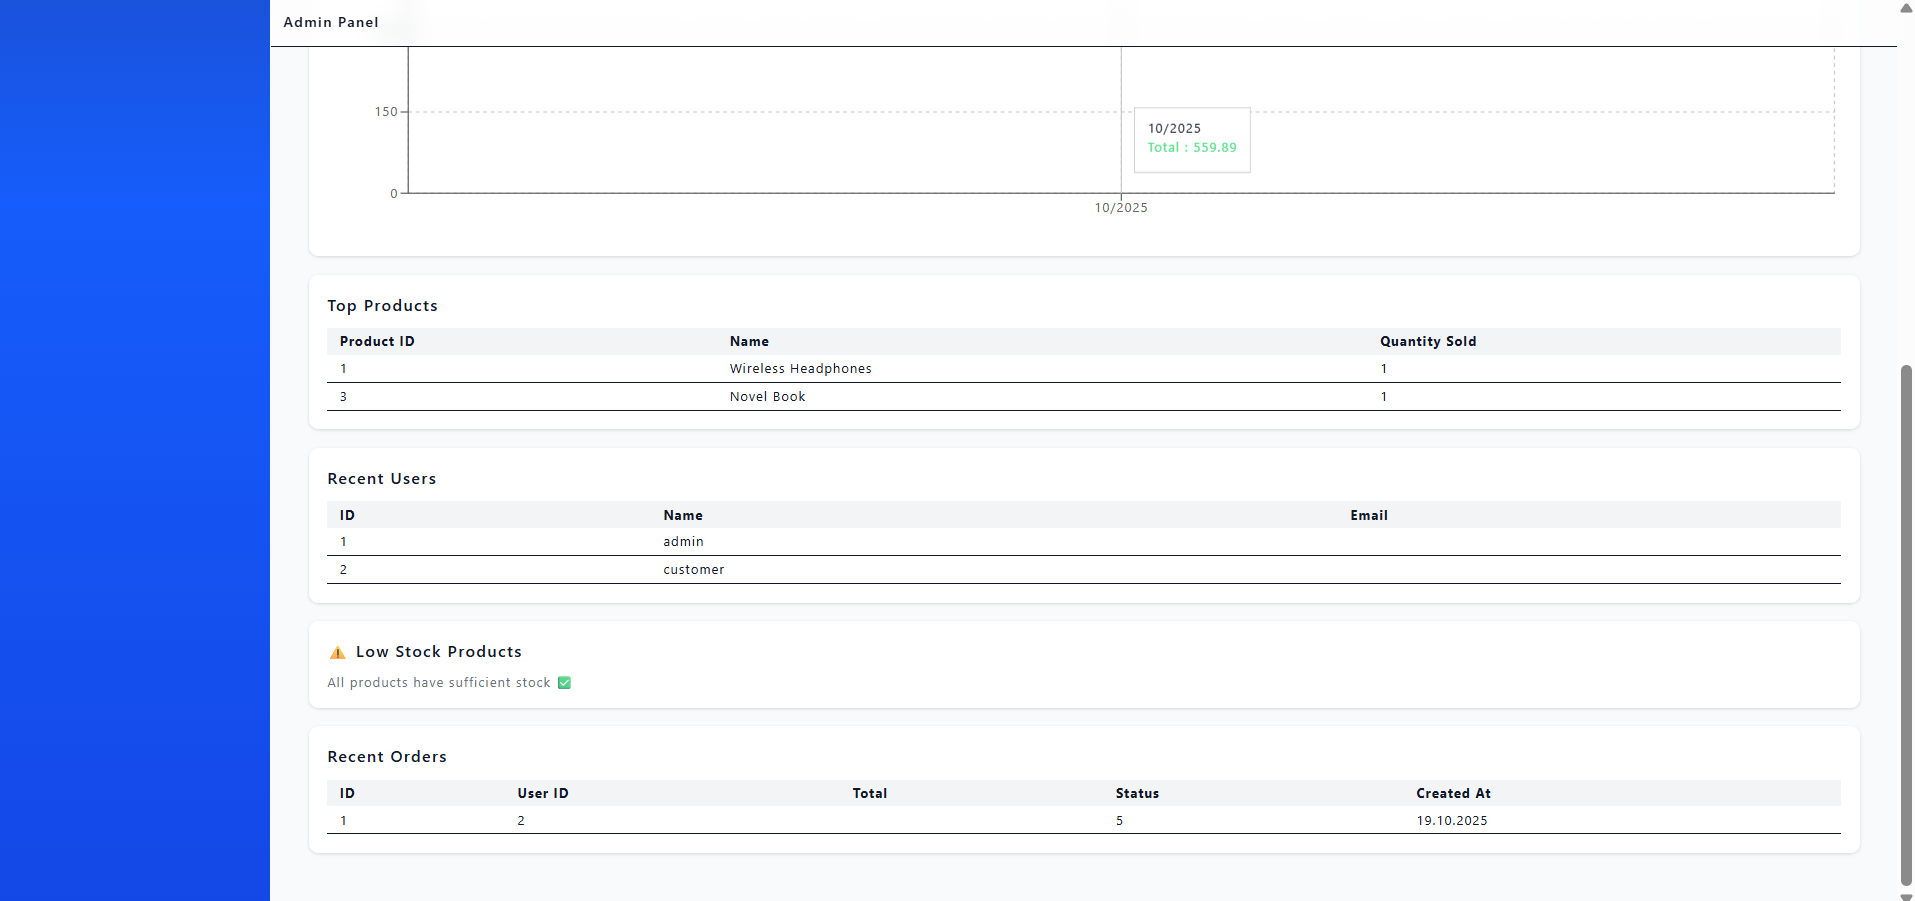 Admin Panel
150
10/2025
Total : 559.89
0
10/2025
Top Products
Product ID Name Quantity Sold
1 Wireless Headphones 1
3 Novel Book 1
Recent Users
ID Name Email
1 admin
2 customer
⚠️ Low Stock Products
All products have sufficient stock ✅
Recent Orders
ID User ID Total Status Created At
1 2 5 19.10.2025